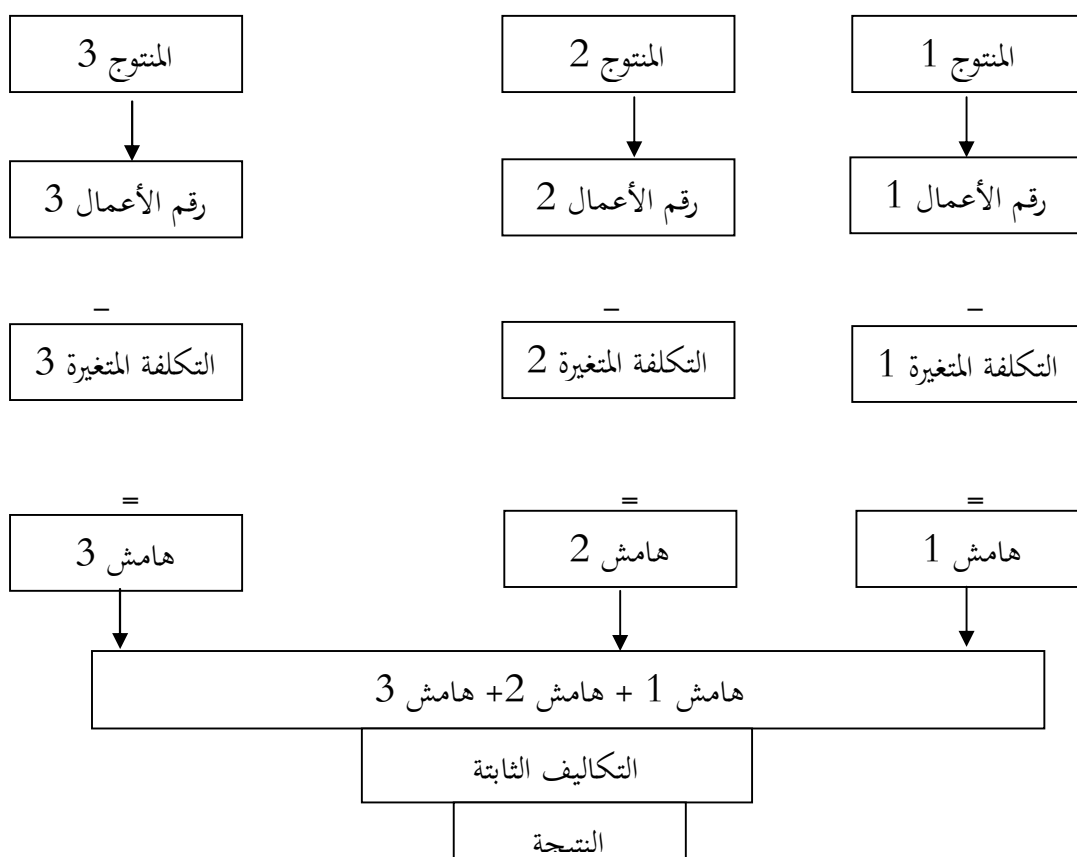 المنتوج 1
المنتوج 2
المنتوج 3
رقم الأعمال 1
رقم الأعمال 2
رقم الأعمال 3
–
–
–
التكلفة المتغيرة 1
التكلفة المتغيرة 2
التكلفة المتغيرة 3
=
=
=
هامش 1
هامش 2
هامش 3
هامش 1 + هامش 2+ هامش 3
التكاليف الثابتة
النتيجة